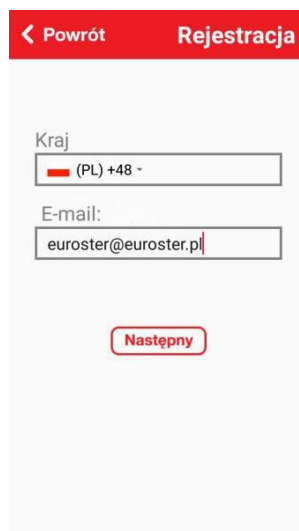 Powrót Rejestracja
Kraj
(PL) +48
E-mail:
euroster@euroster.pl
Następny